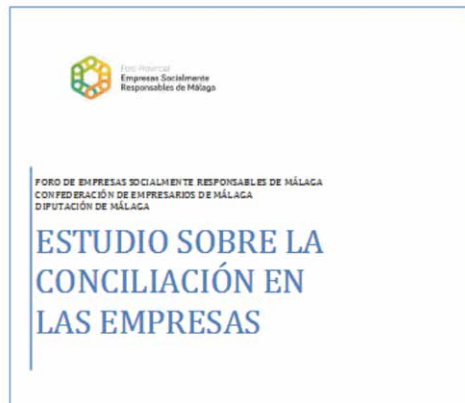 Foro Provincial
Empresas Socialmente
Responsables de Málaga
FORO DE EMPRESAS SOCIALMENTE RESPONSABLES DE MÁLAGA
CONFEDERACIÓN DE EMPRESARIOS DE MÁLAGA
DIPUTACIÓN DE MÁLAGA
ESTUDIO SOBRE LA
CONCILIACIÓN EN
LAS EMPRESAS